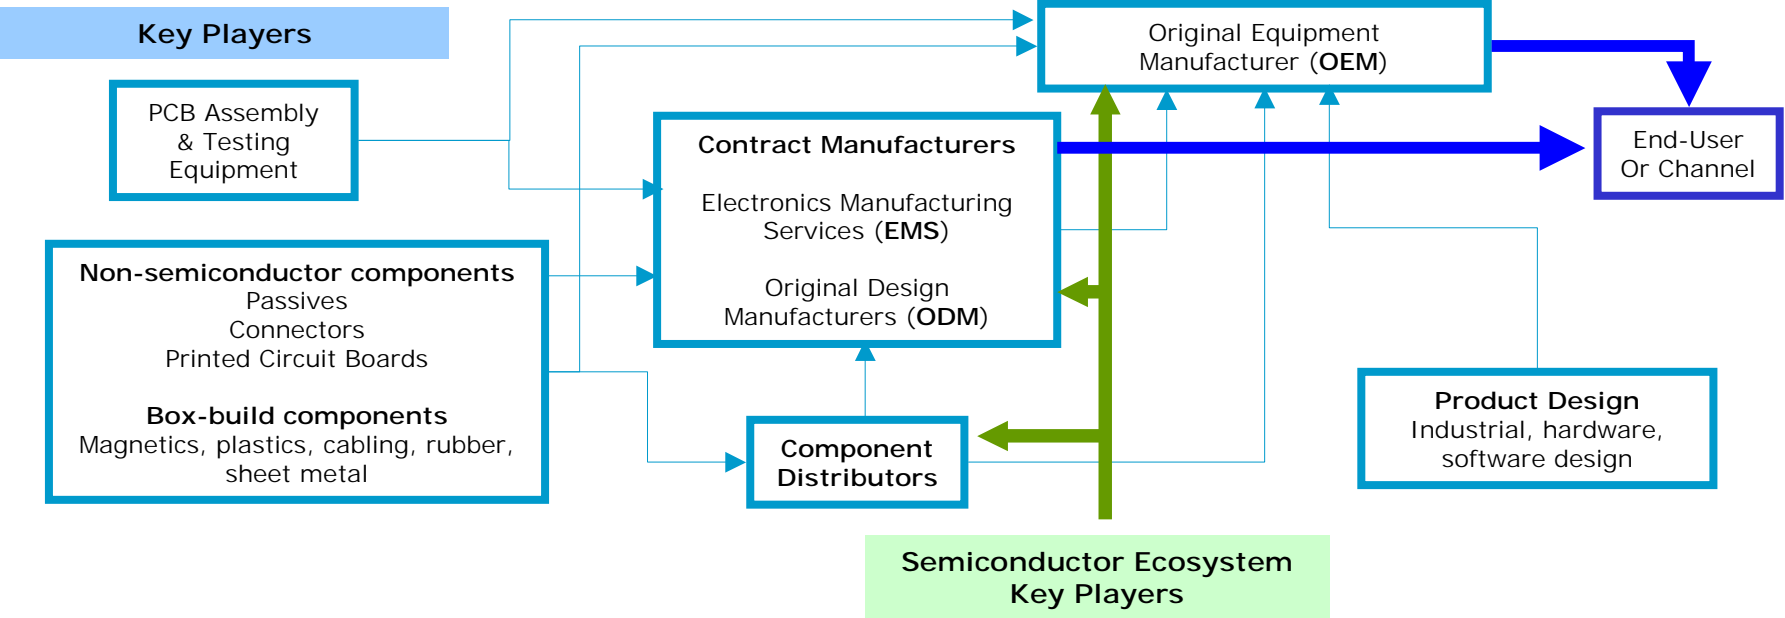 Key Players
Original Equipment
Manufacturer (OEM)
PCB Assembly
& Testing
Equipment
Contract Manufacturers
Electronics Manufacturing
Services (EMS)
Original Design
Manufacturers (ODM)
End-User
Or Channel
Non-semiconductor components
Passives
Connectors
Printed Circuit Boards
Box-build components
Magnetics, plastics, cabling, rubber,
sheet metal
Component
Distributors
Product Design
Industrial, hardware,
software design
Semiconductor Ecosystem
Key Players